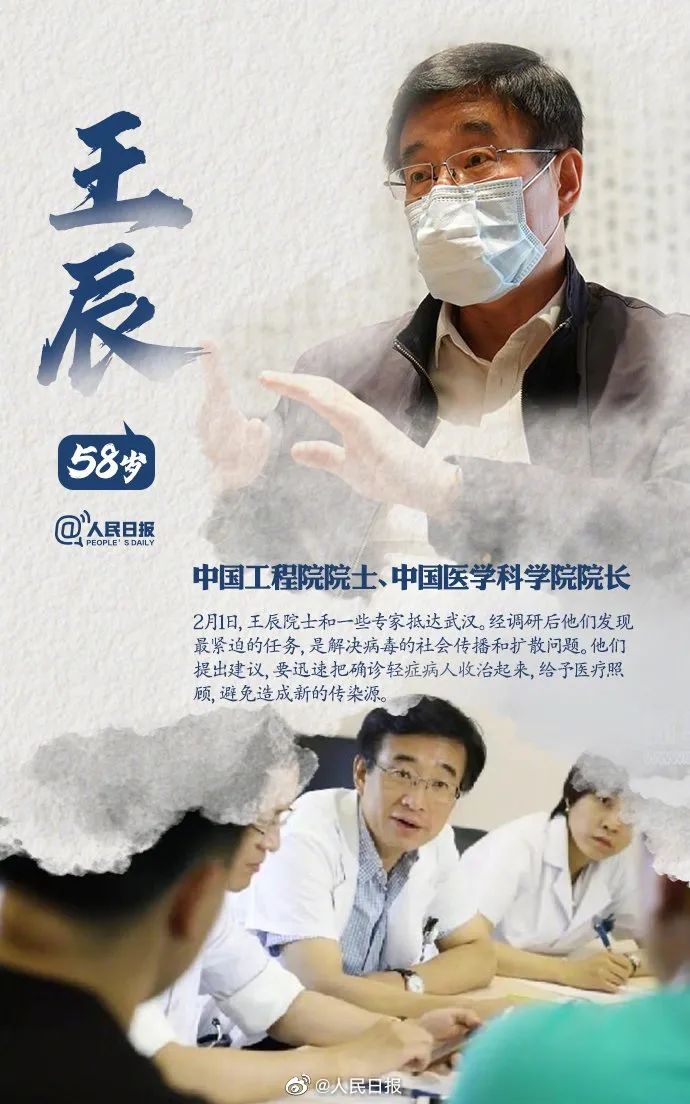 王辰
58岁
@人民日报
PEOPLE'S DAILY
中国工程院院士、中国医学科学院院长
2月1日,王辰院士和一些专家抵达武汉。经调研后他们发现
最紧迫的任务,是解决病毒的社会传播和扩散问题。他们
提出建议,要迅速把确诊轻症病人收治起来,给予医疗照
顾,避免造成新的传染源。
@人民日报